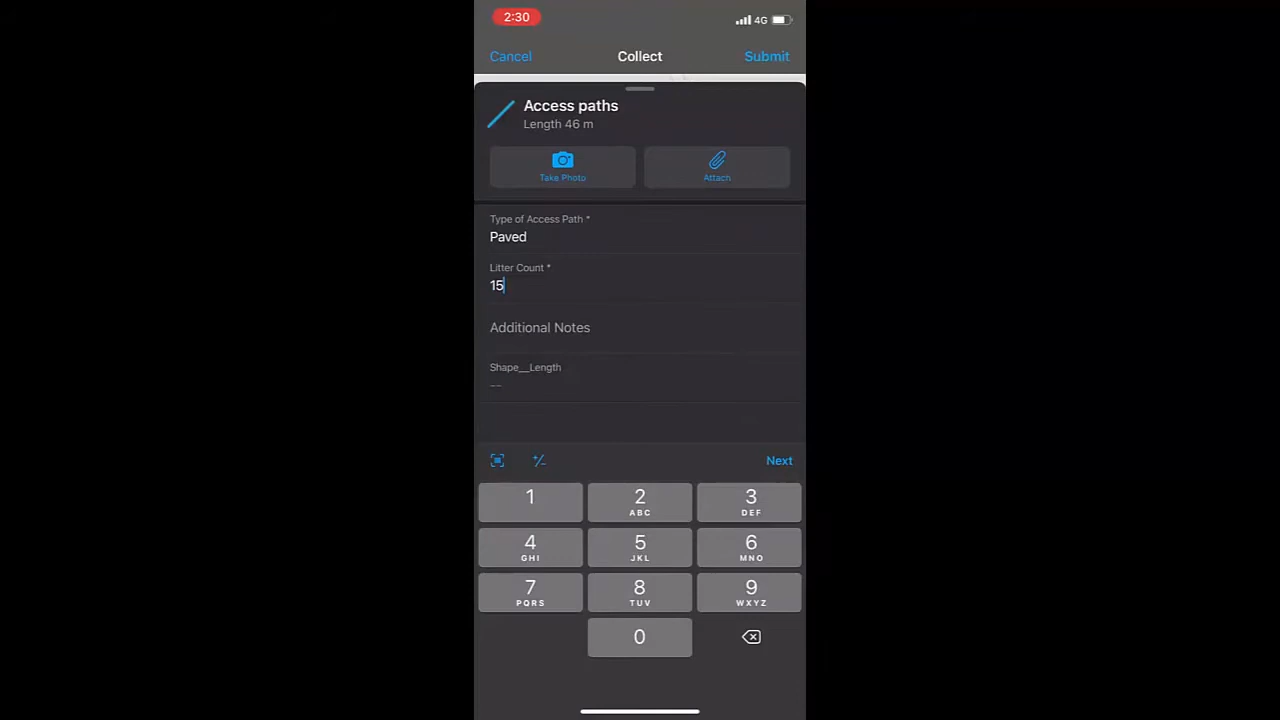 2:30
4G
Cancel
Collect
Submit
Access paths
Length 46 m
Take Photo
Attach
Type of Access Path *
Paved
Litter Count *
15
Additional Notes
Shape__Length
--
+/-
Next
1
2
3
ABC
DEF
4
5
6
GHI
JKL
MNO
7
8
9
PQRS
TUV
WXYZ
0